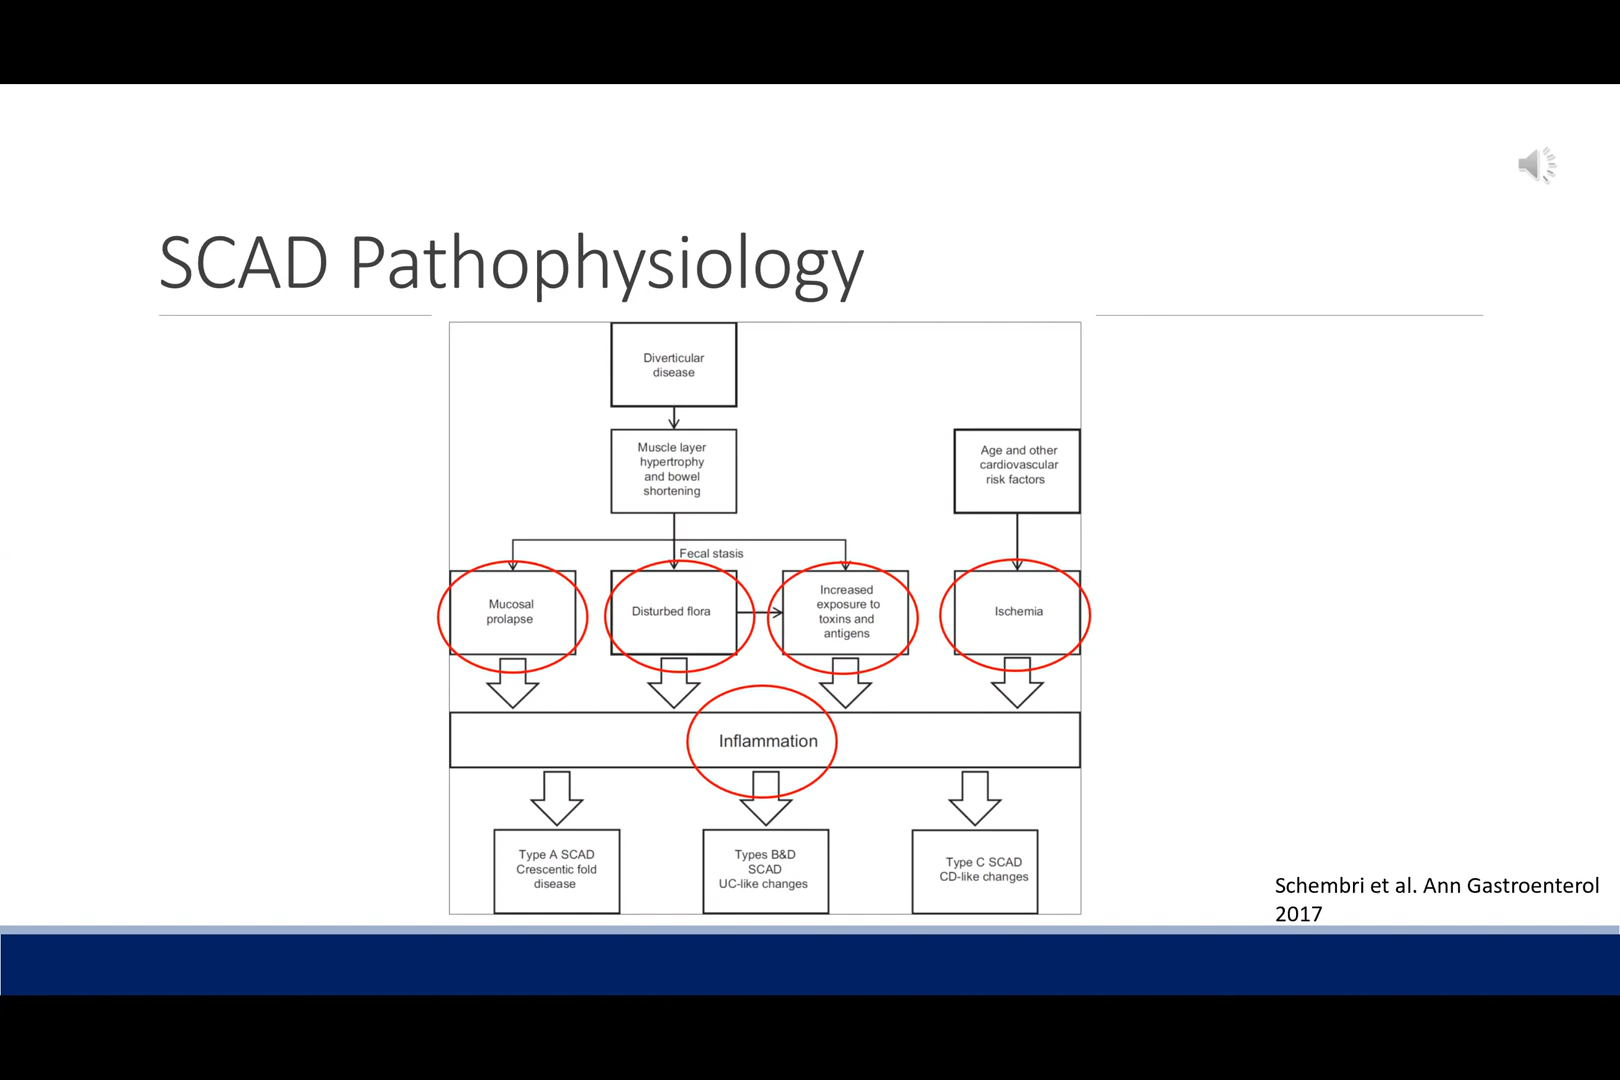 SCAD Pathophysiology
Diverticular
disease
Muscle layer
hypertrophy
and bowel
shortening
Age and other
cardiovascular
risk factors
Fecal stasis
Mucosal
prolapse
Disturbed flora
Increased
exposure to
toxins and
antigens
Ischemia
Inflammation
Type A SCAD
Crescentic fold
disease
Types B&D
SCAD
UC-like changes
Type C SCAD
CD-like changes
Schembri et al. Ann Gastroenterol
2017